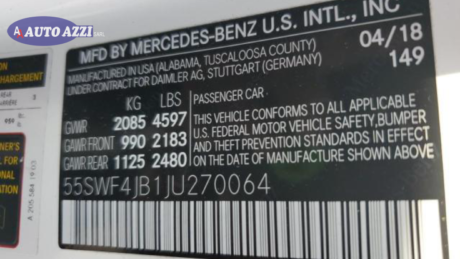 AUTO AZZI
MFD BY MERCEDES-BENZ U.S. INTL., INC
MANUFACTURED IN USA (ALABAMA, TUSCALOOSA COUNTY)
UNDER CONTRACT FOR DAIMLER AG, STUTTGART (GERMANY)
04/18
149
KG LBS
GVWR 2085 4597
GAWR FRONT 990 2183
GAWR REAR 1125 2480
PASSENGER CAR
THIS VEHICLE CONFORMS TO ALL APPLICABLE
U.S. FEDERAL MOTOR VEHICLE SAFETY, BUMPER
AND THEFT PREVENTION STANDARDS IN EFFECT
ON THE DATE OF MANUFACTURE SHOWN ABOVE
55SWF4JB1JU270064